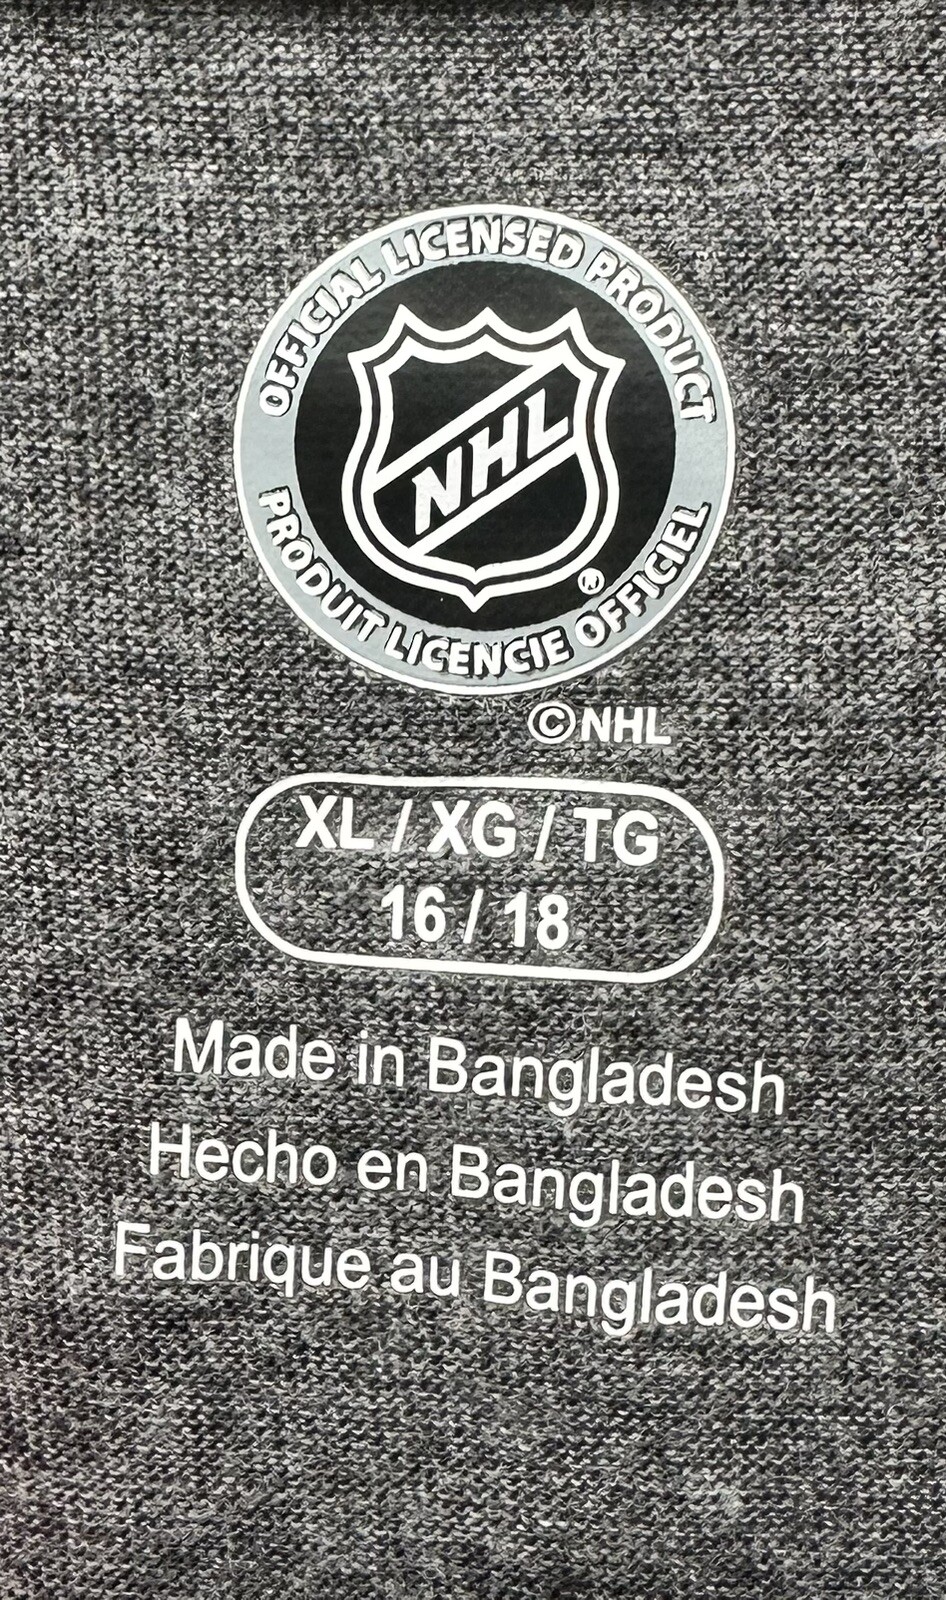 OFFICIAL LICENSED PRODUCT
NHL
®
PRODUIT LICENCIE OFFICIEL
©NHL
XL / XG / TG
16 / 18
Made in Bangladesh
Hecho en Bangladesh
Fabrique au Bangladesh